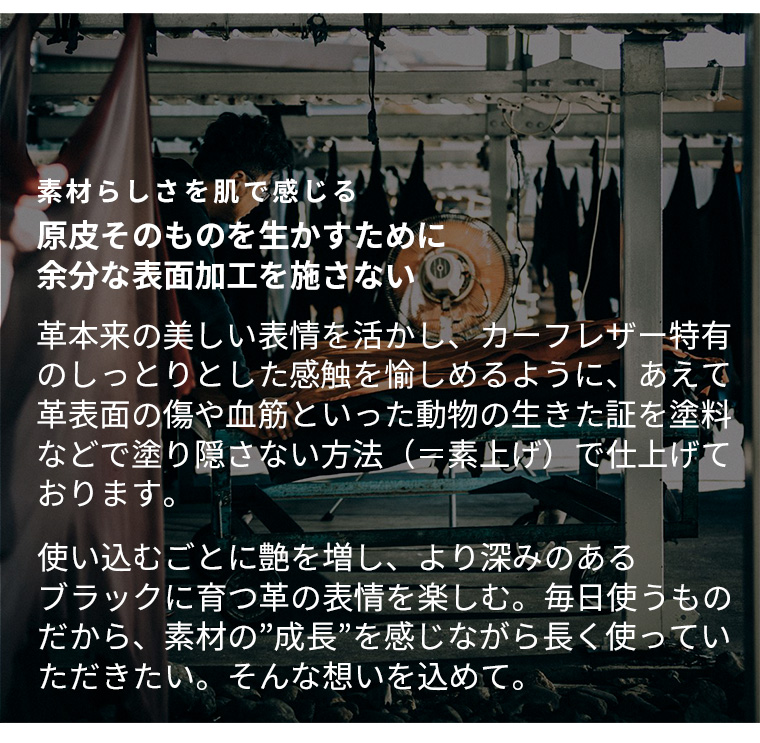 素材らしさを肌で感じる
原皮そのものを生かすために
余分な表面加工を施さない
革本来の美しい表情を活かし、カーフレザー特有
のしっとりとした感触を愉しめるように、あえて
革表面の傷や血筋といった動物の生きた証を塗料
などで塗り隠さない方法（＝素上げ）で仕上げて
おります。
使い込むごとに艶を増し、より深みのある
ブラックに育つ革の表情を楽しむ。毎日使うもの
だから、素材の”成長”を感じながら長く使ってい
ただきたい。そんな想いを込めて。